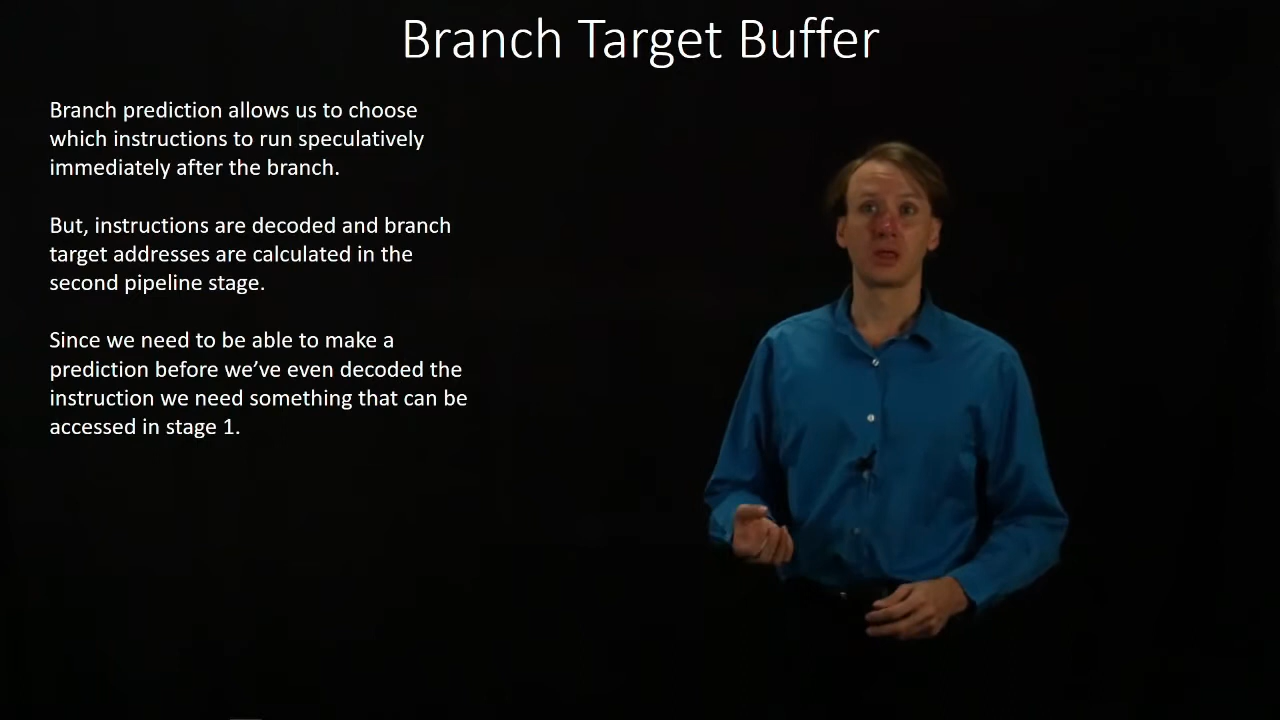 Branch Target Buffer
Branch prediction allows us to choose
which instructions to run speculatively
immediately after the branch.
But, instructions are decoded and branch
target addresses are calculated in the
second pipeline stage.
Since we need to be able to make a
prediction before we’ve even decoded the
instruction we need something that can be
accessed in stage 1.